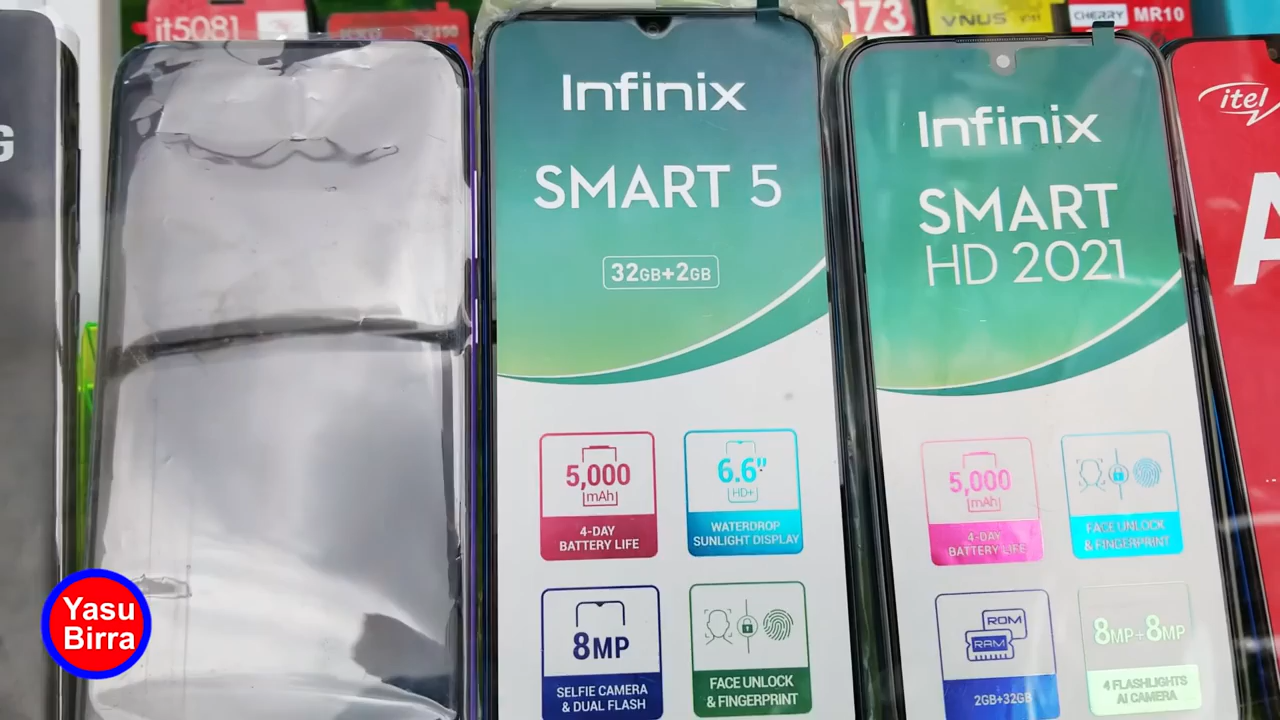 it5081
173
VNUS
CHERRY MR10
G
Infinix
SMART 5
32GB+2GB
5,000
mAh
4-DAY
BATTERY LIFE
6.6"
HD+
WATERDROP
SUNLIGHT DISPLAY
8MP
SELFIE CAMERA
& DUAL FLASH
FACE UNLOCK
& FINGERPRINT
Infinix
SMART
HD 2021
5,000
mAh
4-DAY
BATTERY LIFE
FACE UNLOCK
& FINGERPRINT
ROM
RAM
2GB+32GB
8MP+8MP
4 FLASHLIGHTS
AI CAMERA
itel
A
Yasu
Birra